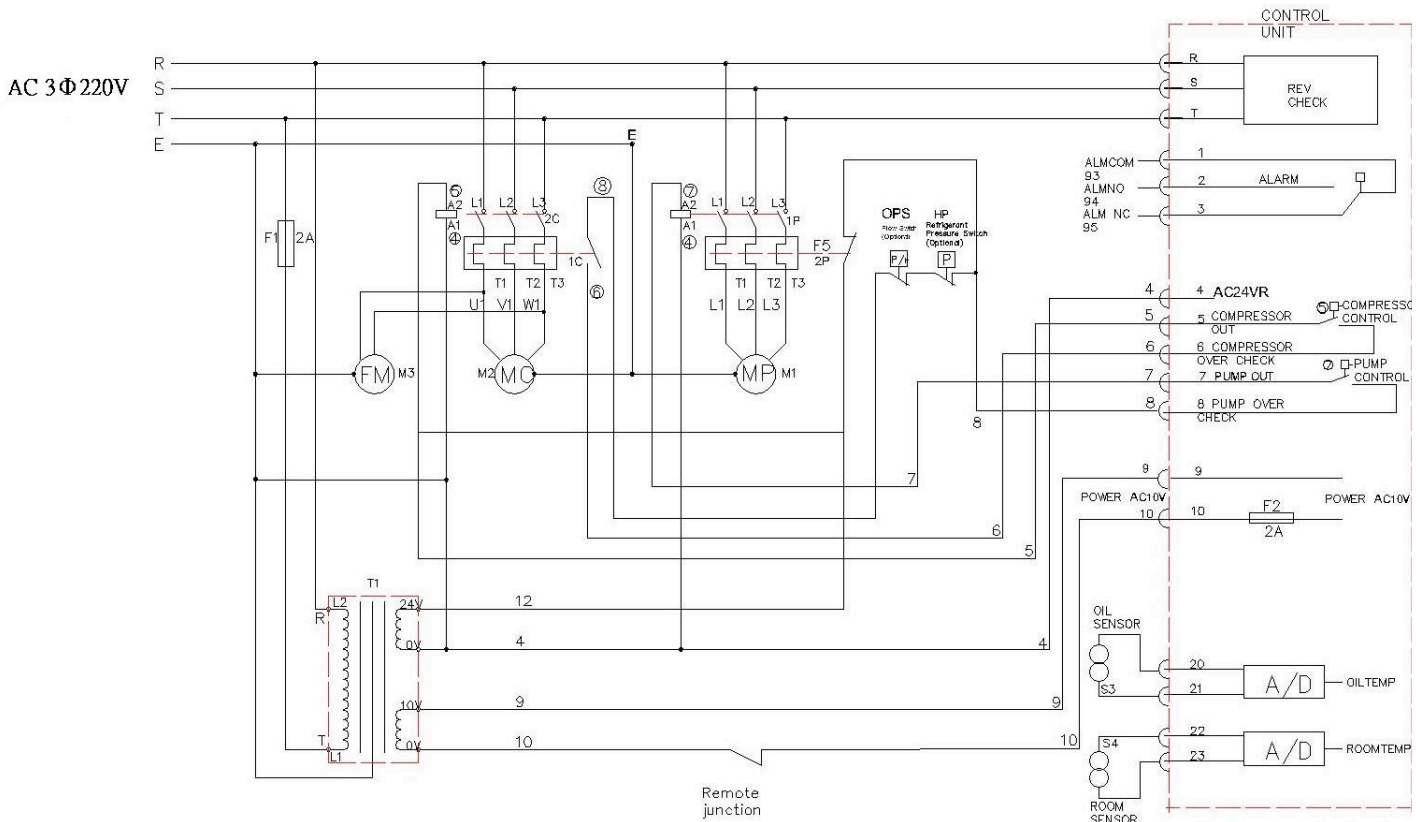 CONTROL
UNIT
AC 3Φ220V
R
S
T
E
E
R
S
T
REV
CHECK
ALMCOM
93
ALMNO
94
ALM NC
95
1
2
3
ALARM
⑤
A2
A1
④
L1
L2
L3
2C
⑧
1C
⑥
⑦
A2
A1
④
L1
L2
L3
1P
F5
2P
OPS
(Optional)
HP
Refrigerant
Pressure Switch
(Optional)
P
F1
2A
T1
T2
T3
U1
V1
W1
T1
T2
T3
L1
L2
L3
FM
M3
M2
MC
MP
M1
4
4
AC24VR
5
5
COMPRESSOR
OUT
⑤
COMPRESSO
CONTROL
6
6
COMPRESSOR
OVER CHECK
7
7
PUMP OUT
PUMP
CONTROL
8
8
PUMP OVER
CHECK
8
7
6
5
9
9
POWER AC10V
POWER AC10V
10
10
F2
2A
T1
R
L2
24V
0V
10V
0V
T
L1
12
4
4
9
9
10
10
Remote
junction
OIL
SENSOR
S3
20
21
A/D
OILTEMP
S4
22
23
A/D
ROOMTEMP
ROOM
SENSOR